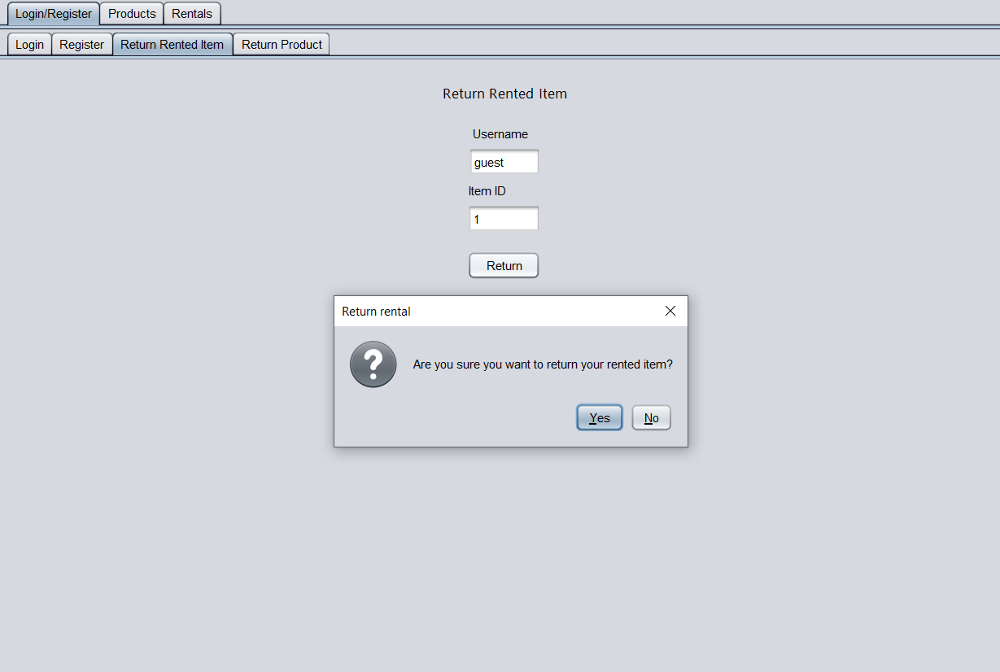 Login/Register Products Rentals
Login Register Return Rented Item Return Product
Return Rented Item
Username
guest
Item ID
1
Return
Return rental
?
Are you sure you want to return your rented item?
Yes No